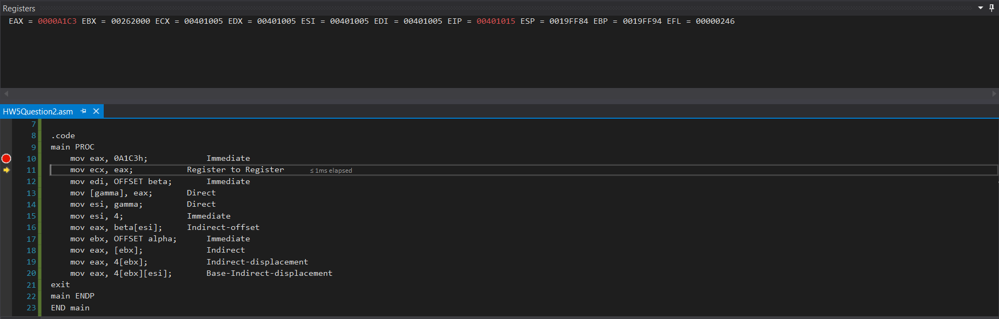 Registers
EAX = 0000A1C3 EBX = 00262000 ECX = 00401005 EDX = 00401005 ESI = 00401005 EDI = 00401005 EIP = 00401015 ESP = 0019FF84 EBP = 0019FF94 EFL = 00000246
HW5Question2.asm
7
8 .code
9 main PROC
10 mov eax, 0A1C3h; Immediate
11 mov ecx, eax; Register to Register ≤ 1ms elapsed
12 mov edi, OFFSET beta; Immediate
13 mov [gamma], eax; Direct
14 mov esi, gamma; Direct
15 mov esi, 4; Immediate
16 mov eax, beta[esi]; Indirect-offset
17 mov ebx, OFFSET alpha; Immediate
18 mov eax, [ebx]; Indirect
19 mov eax, 4[ebx]; Indirect-displacement
20 mov eax, 4[ebx][esi]; Base-Indirect-displacement
21 exit
22 main ENDP
23 END main